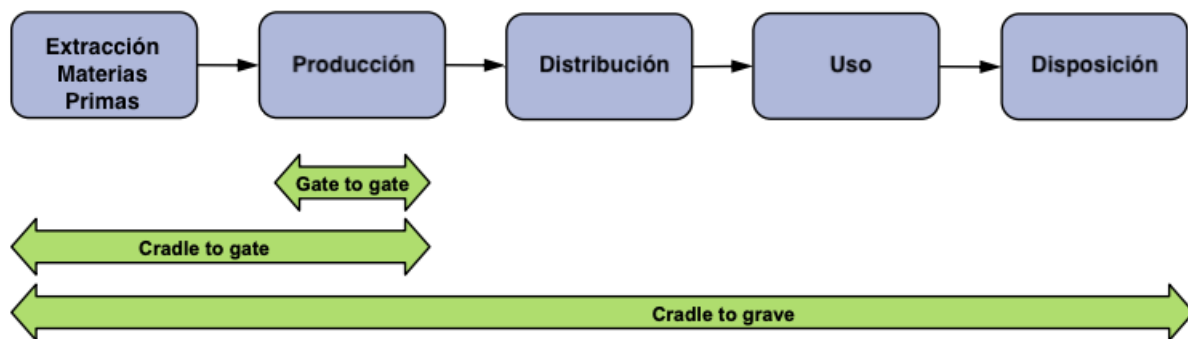 Extracción
Materias
Primas
Producción
Distribución
Uso
Disposición
Gate to gate
Cradle to gate
Cradle to grave